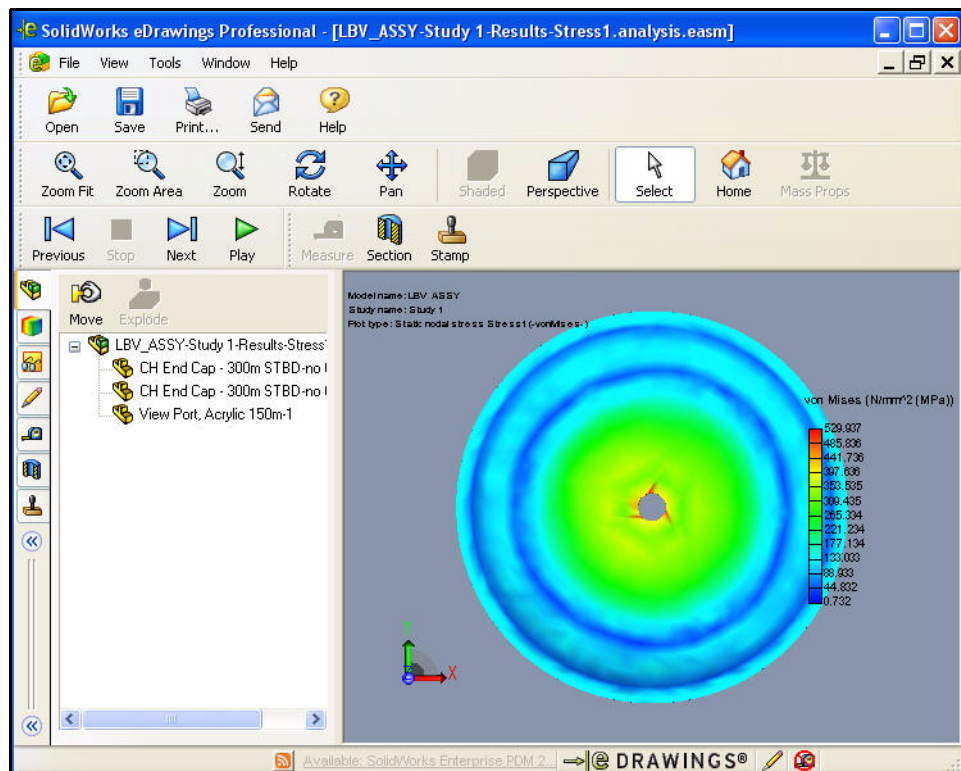 SolidWorks eDrawings Professional - [LBV_ASSY-Study 1-Results-Stress1.analysis.easm]
File View Tools Window Help
Open Save Print... Send Help
Zoom Fit Zoom Area Zoom Rotate Pan Shaded Perspective Select Home Mass Props
Previous Stop Next Play Measure Section Stamp
Move Explode
LBV_ASSY-Study 1-Results-Stress
CH End Cap - 300m STBD-no
CH End Cap - 300m STBD-no
View Port, Acrylic 150m-1
Model name: LBV ASSY
Study name: Study 1
Plot type: Static nodal stress Stress1 (-vonMises-)
von Mises (N/mm^2 (MPa))
529.937
485.836
441.736
397.636
353.535
309.435
265.334
221.234
177.134
133.033
88.933
44.832
0.732
Y
X
Available: SolidWorks Enterprise PDM 2... e DRAWINGS®